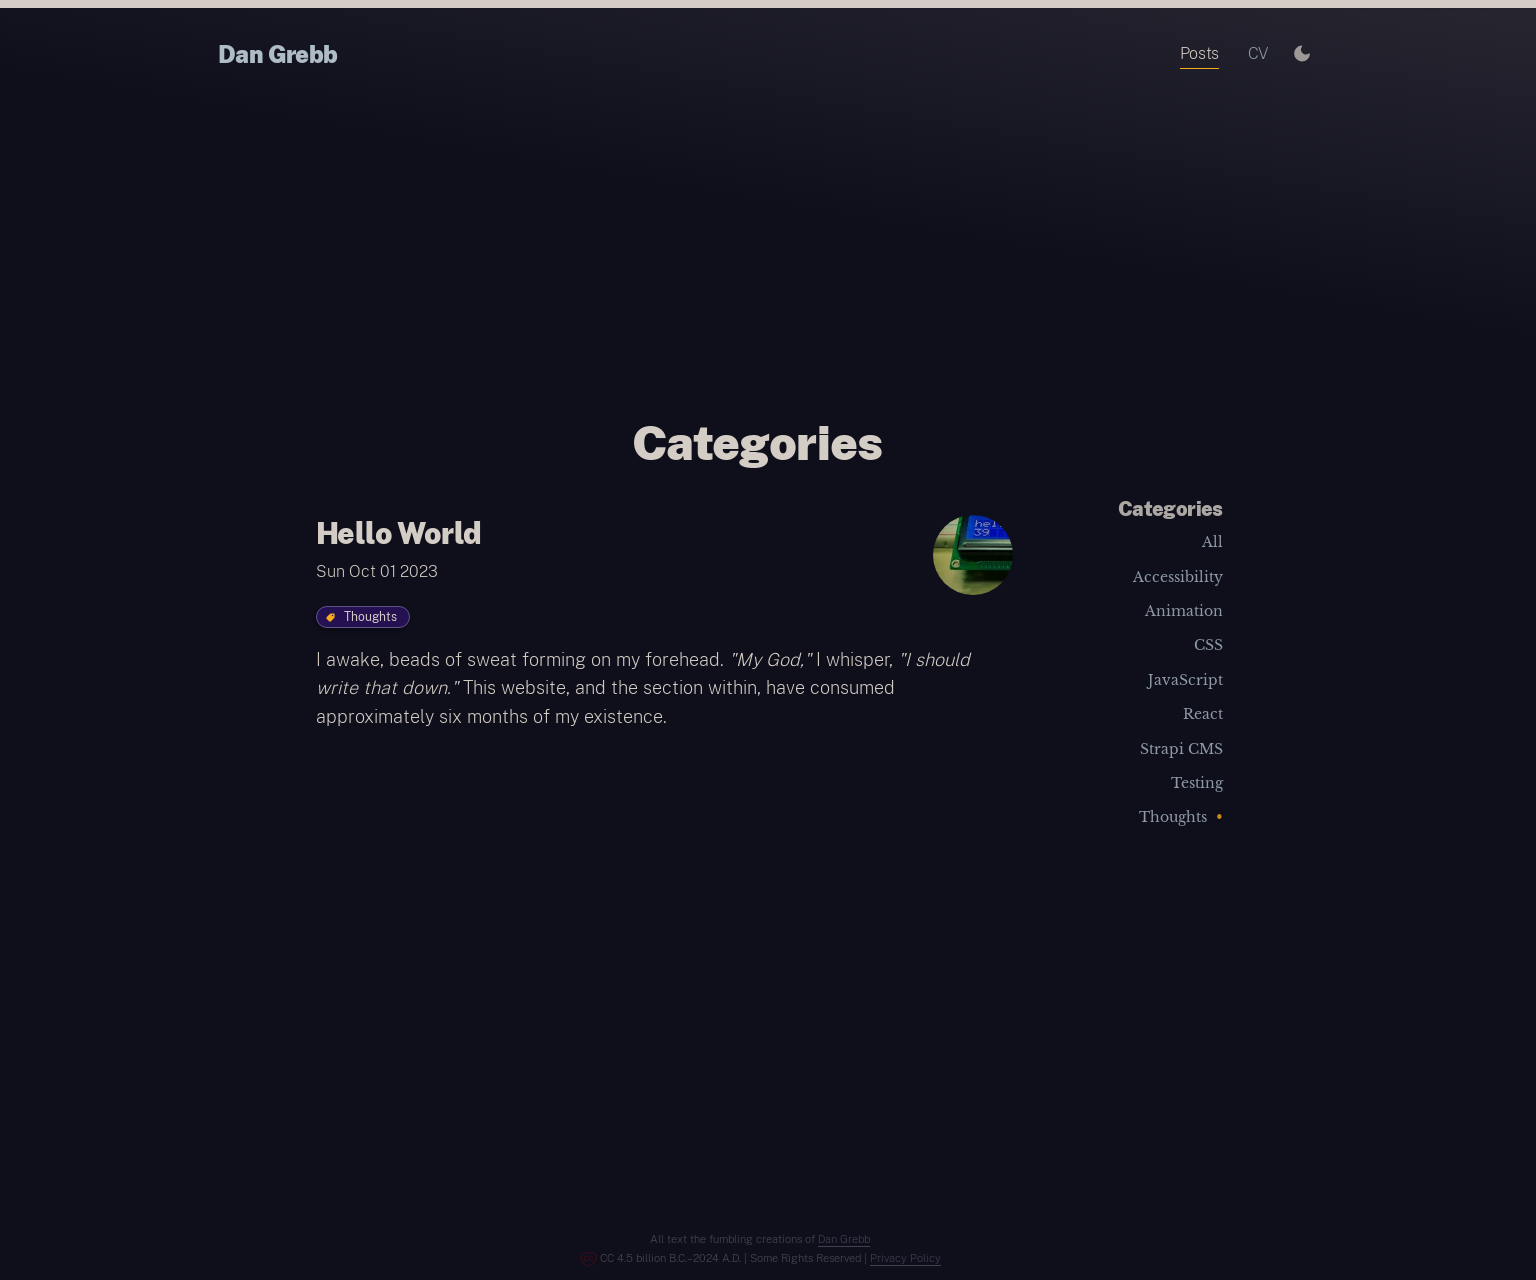 Dan Grebb
Posts
CV
Categories
Hello World
Sun Oct 01 2023
Thoughts
I awake, beads of sweat forming on my forehead. "My God," I whisper, "I should
write that down." This website, and the section within, have consumed
approximately six months of my existence.
Categories
All
Accessibility
Animation
CSS
JavaScript
React
Strapi CMS
Testing
Thoughts •
All text the fumbling creations of Dan Grebb
CC 4.5 billion B.C.–2024 A.D. | Some Rights Reserved | Privacy Policy